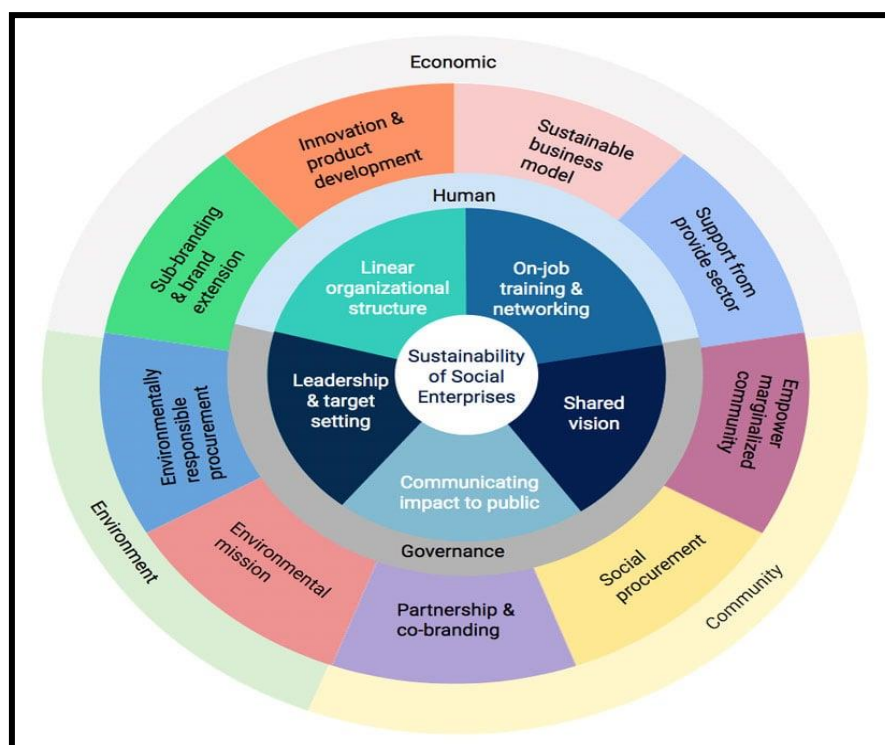 Economic
Innovation &
product
development
Sustainable
business
model
Sub-branding
& brand
extension
Support from
provide sector
Human
Linear
organizational
structure
On-job
training &
networking
Sustainability
of Social
Enterprises
Leadership
& target
setting
Shared
vision
Communicating
impact to public
Governance
Environmentally
responsible
procurement
Empower
marginalized
community
Environmental
mission
Social
procurement
Partnership &
co-branding
Environment
Community